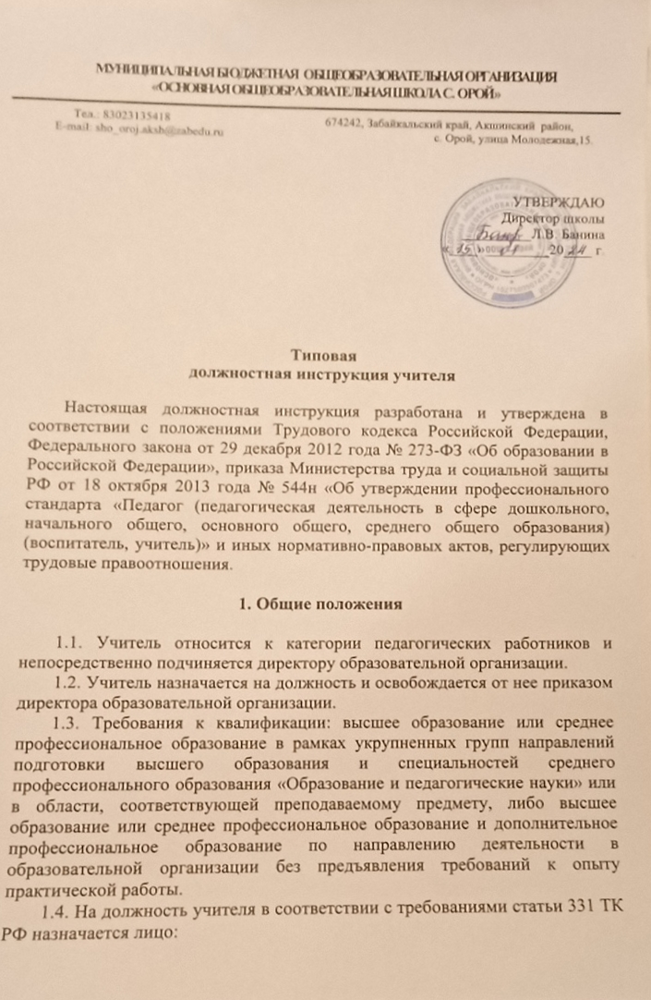 МУНИЦИПАЛЬНАЯ БЮДЖЕТНАЯ ОБЩЕОБРАЗОВАТЕЛЬНАЯ ОРГАНИЗАЦИЯ
«ОСНОВНАЯ ОБЩЕОБРАЗОВАТЕЛЬНАЯ ШКОЛА С. ОРОЙ»
Тел.: 83023135418
E-mail: sho_oroj.aksh@zabedu.ru
674242, Забайкальский край, Акшинский район,
с. Орой, улица Молодежная,15.
УТВЕРЖДАЮ
Директор школы
Л.В. Банина
« 15 » 2024 г.
Типовая
должностная инструкция учителя
Настоящая должностная инструкция разработана и утверждена в
соответствии с положениями Трудового кодекса Российской Федерации,
Федерального закона от 29 декабря 2012 года № 273-ФЗ «Об образовании в
Российской Федерации», приказа Министерства труда и социальной защиты
РФ от 18 октября 2013 года № 544н «Об утверждении профессионального
стандарта «Педагог (педагогическая деятельность в сфере дошкольного,
начального общего, основного общего, среднего общего образования)
(воспитатель, учитель)» и иных нормативно-правовых актов, регулирующих
трудовые правоотношения.
1. Общие положения
1.1. Учитель относится к категории педагогических работников и
непосредственно подчиняется директору образовательной организации.
1.2. Учитель назначается на должность и освобождается от нее приказом
директора образовательной организации.
1.3. Требования к квалификации: высшее образование или среднее
профессиональное образование в рамках укрупненных групп направлений
подготовки высшего образования и специальностей среднего
профессионального образования «Образование и педагогические науки» или
в области, соответствующей преподаваемому предмету, либо высшее
образование или среднее профессиональное образование и дополнительное
профессиональное образование по направлению деятельности в
образовательной организации без предъявления требований к опыту
практической работы.
1.4. На должность учителя в соответствии с требованиями статьи 331 ТК
РФ назначается лицо: